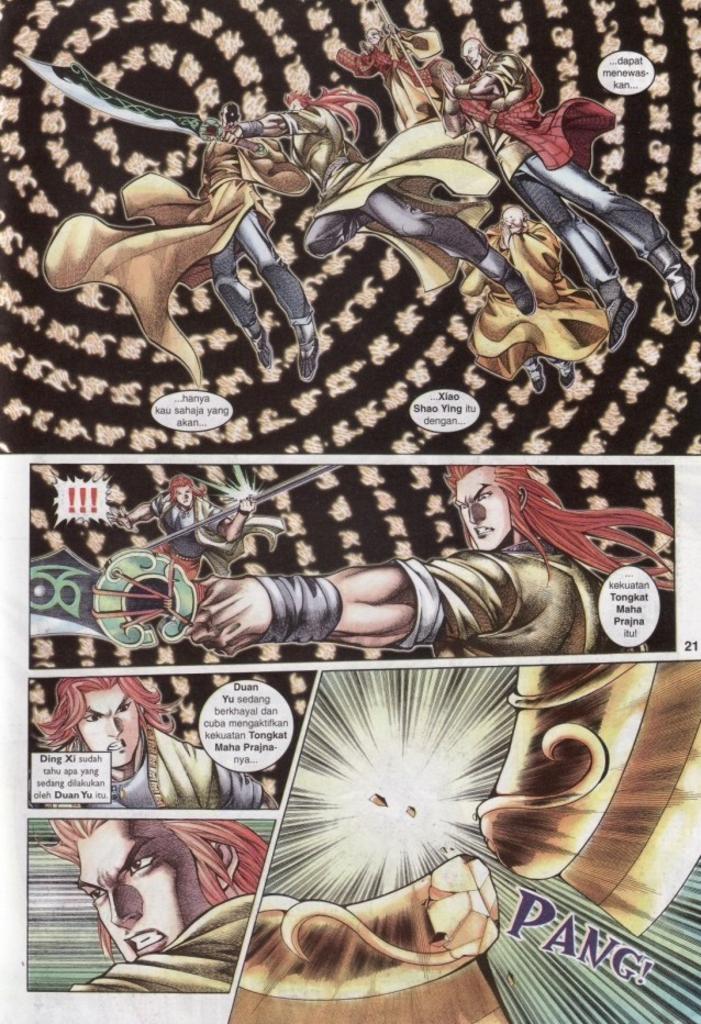 ...hanya
kau sahaja yang
akan...
...Xiao
Shao Ying itu
dengan...
...dapat
menewas-
kan...
!!!
...
kekuatan
Tongkat
Maha
Prajna
itu!
21
Ding Xi sudah
tahu apa yang
sedang dilakukan
oleh Duan Yu itu.
Duan
Yu sedang
berkhayal dan
cuba mengaktifkan
kekuatan Tongkat
Maha Prajna-
nya...
PANG!